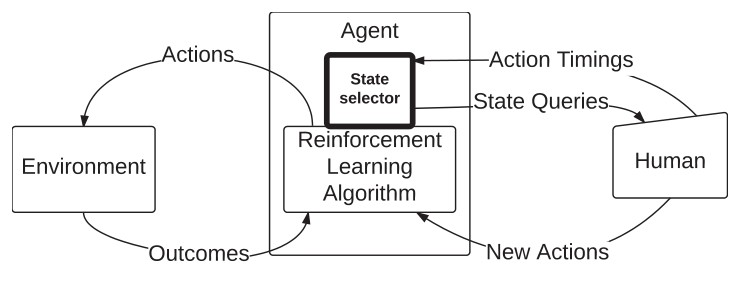 Agent
Actions
State
selector
Action Timings
State Queries
Environment
Reinforcement
Learning
Algorithm
Human
Outcomes
New Actions